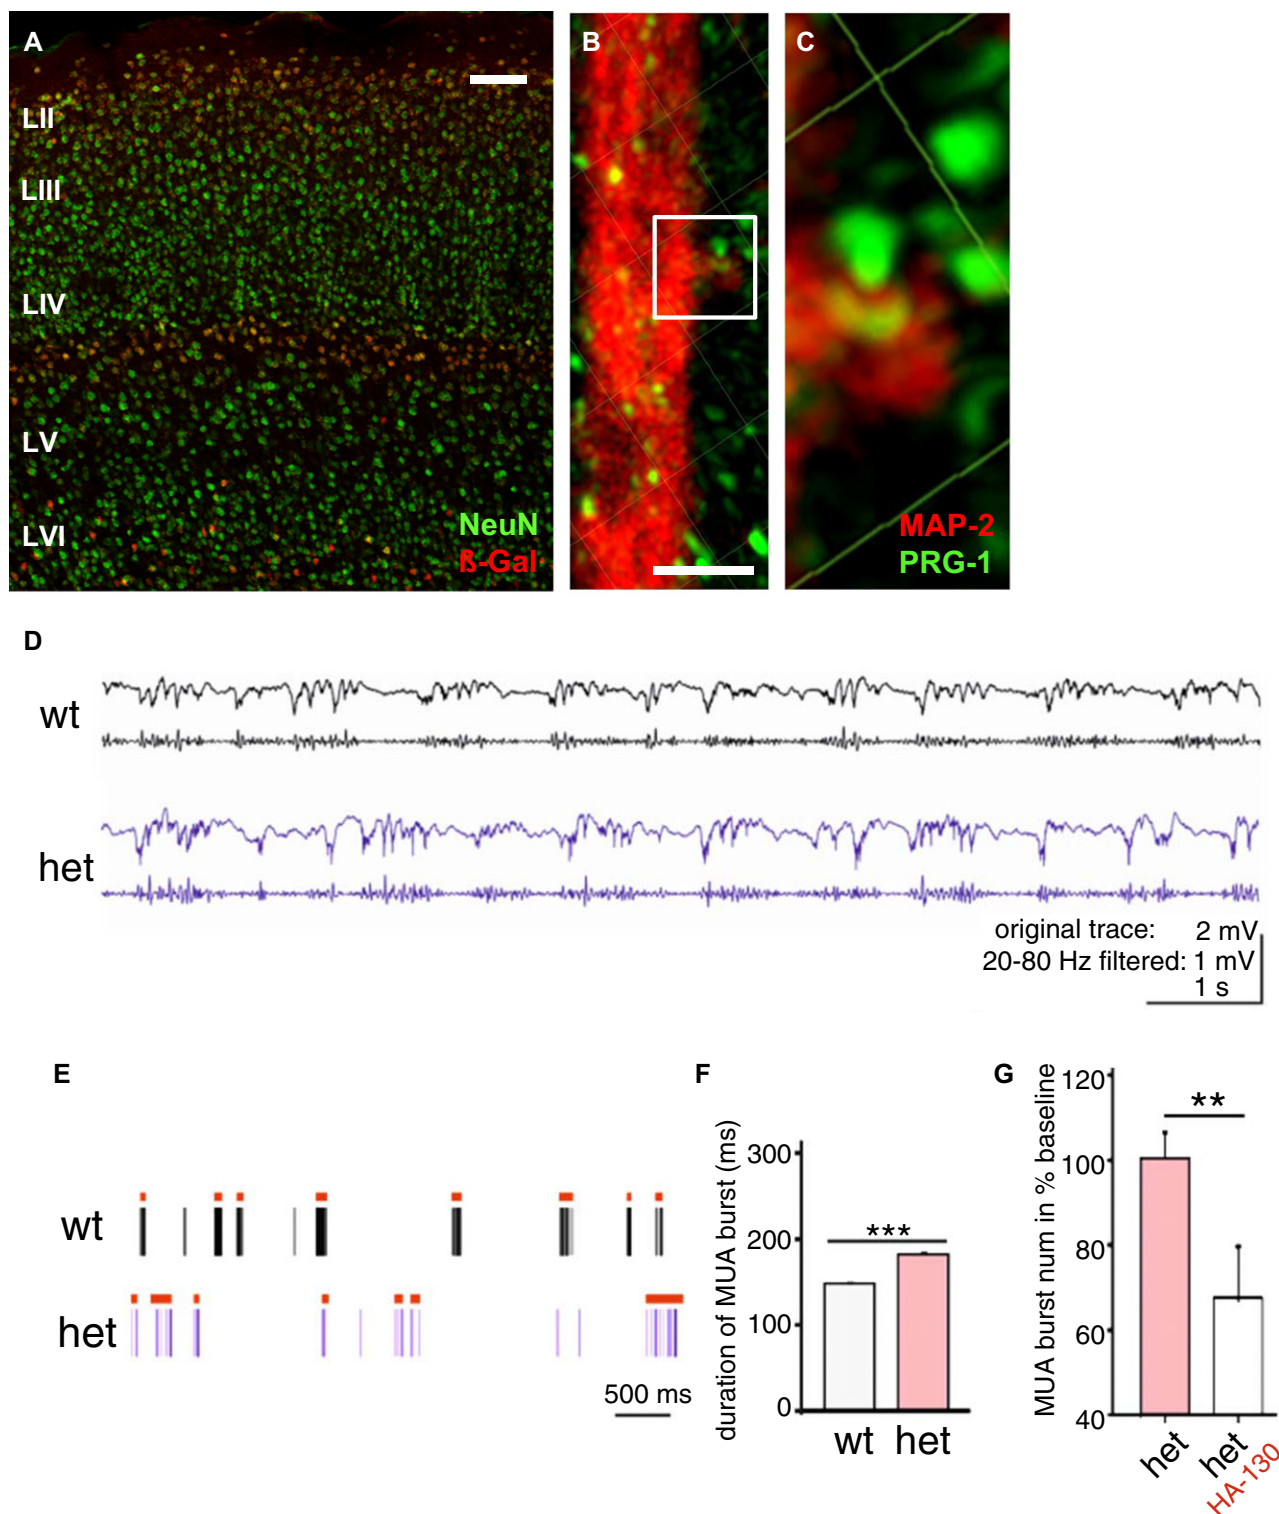 A
LII
LIII
LIV
LV
LVI
NeuN
ß-Gal
B
C
MAP-2
PRG-1
D
wt
het
original trace: 2 mV
20-80 Hz filtered: 1 mV
1 s
E
wt
het
500 ms
F
duration of MUA burst (ms)
300
200
100
0
***
wt het
G
MUA burst num in % baseline
120
100
80
60
40
**
het
het
HA-130